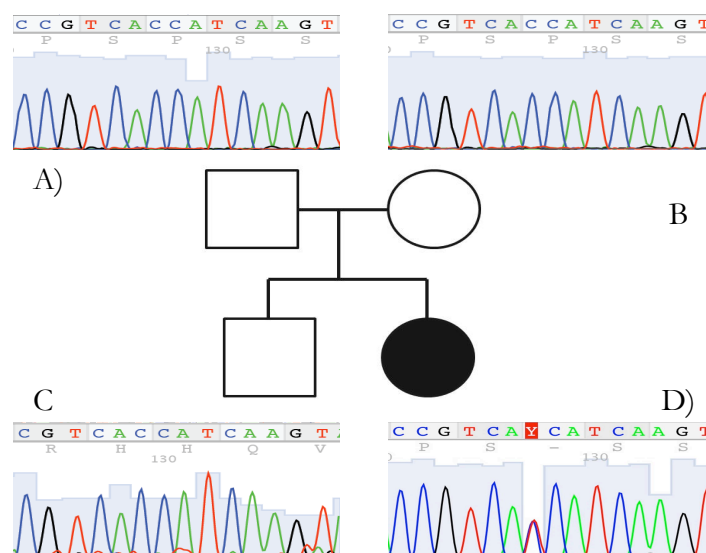 C C G T C A C C A T C A A G T
P S P S S
130
A)
C C G T C A C C A T C A A G T
P S P S S
130
B
C
C G T C A C C A T C A A G T
R H H Q V
130
D)
C C G T C A Y C A T C A A G T
P S – S S
130